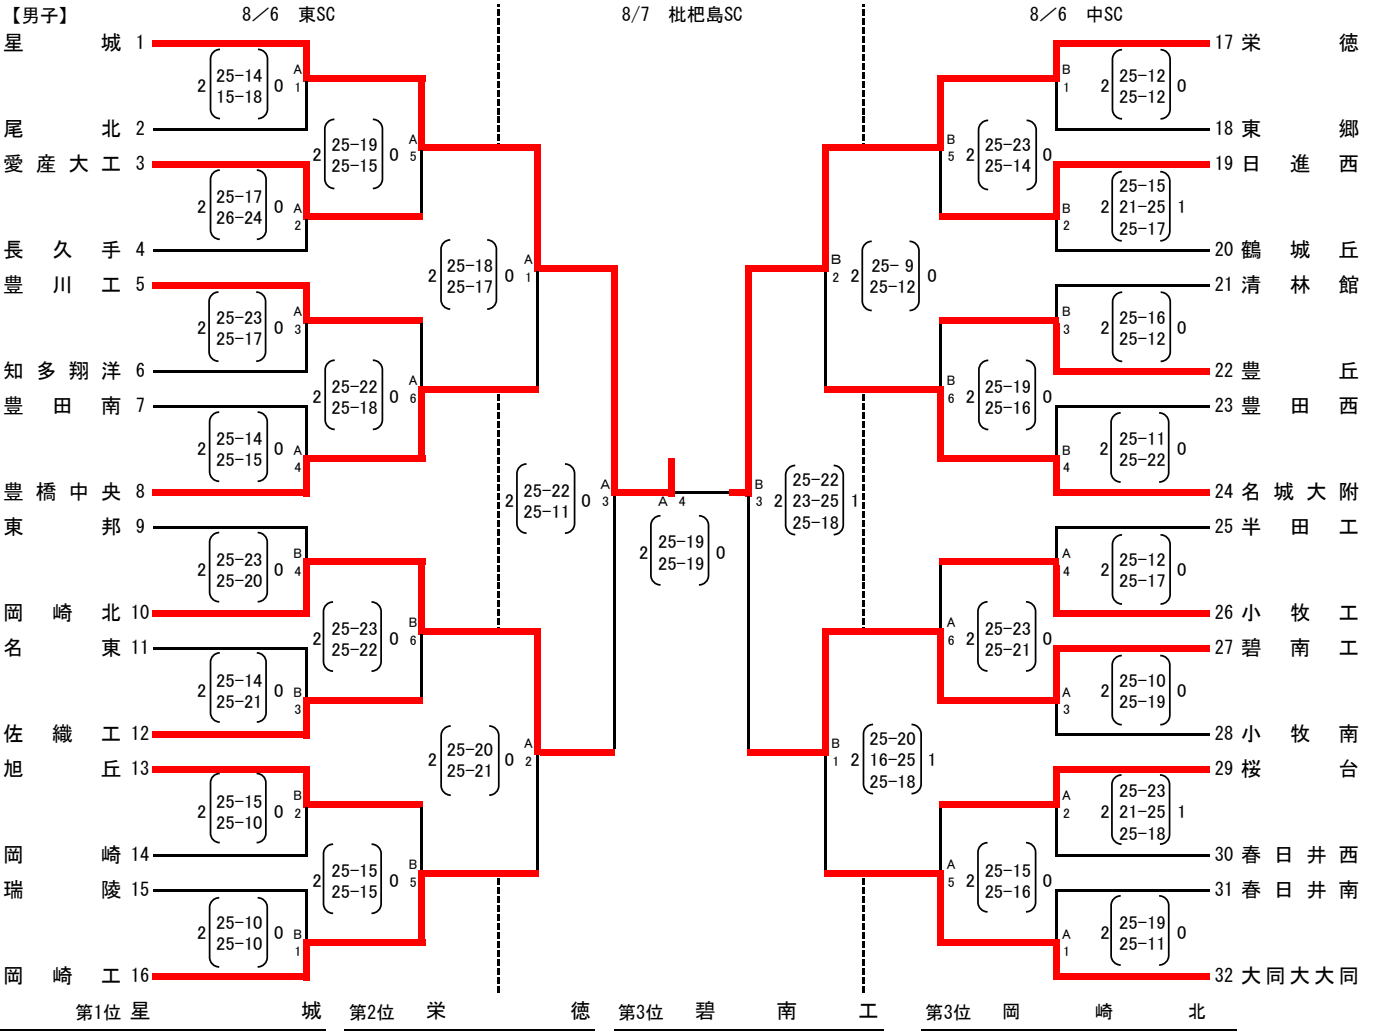 【男子】 8／6 東SC 8/7 枇杷島SC 8／6 中SC
星城 1 17 栄徳
2 25-14 0 A
15-18 1
B 2 25-12 0
1 25-12
尾北 2 18 東郷
2 25-19 0 A
25-15 5
B 2 25-23 0
5 25-14
愛産大工 3 19 日進西
2 25-17 0 A
26-24 2
B 25-15
2 2 21-25 1
25-17
長久手 4 20 鶴城丘
2 25-18 0 A
25-17 1
B 2 25- 9 0
2 25-12
豊川工 5 21 清林館
2 25-23 0 A
25-17 3
B 2 25-16 0
3 25-12
知多翔洋 6 22 豊丘
2 25-22 0 A
25-18 6
B 2 25-19 0
6 25-16
豊田南 7 23 豊田西
2 25-14 0 A
25-15 4
B 2 25-11 0
4 25-22
豊橋中央 8 24 名城大附
2 25-22 0 A
25-11 3
A 4
2 25-19 0
25-19
B 25-22
3 2 23-25 1
25-18
東邦 9 25 半田工
2 25-23 0 B
25-20 4
A 2 25-12 0
4 25-17
岡崎北 10 26 小牧工
2 25-23 0 B
25-22 6
A 2 25-23 0
6 25-21
名東 11 27 碧南工
2 25-14 0 B
25-21 3
A 2 25-10 0
3 25-19
佐織工 12 28 小牧南
2 25-20 0 A
25-21 2
B 25-20
1 2 16-25 1
25-18
旭丘 13 29 桜台
2 25-15 0 B
25-10 2
A 25-23
2 2 21-25 1
25-18
岡崎 14 30 春日井西
2 25-15 0 B
25-15 5
A 2 25-15 0
5 25-16
瑞陵 15 31 春日井南
2 25-10 0 B
25-10 1
A 2 25-19 0
1 25-11
岡崎工 16 32 大同大大同
第1位 星城 第2位 栄徳 第3位 碧南工 第3位 岡崎北